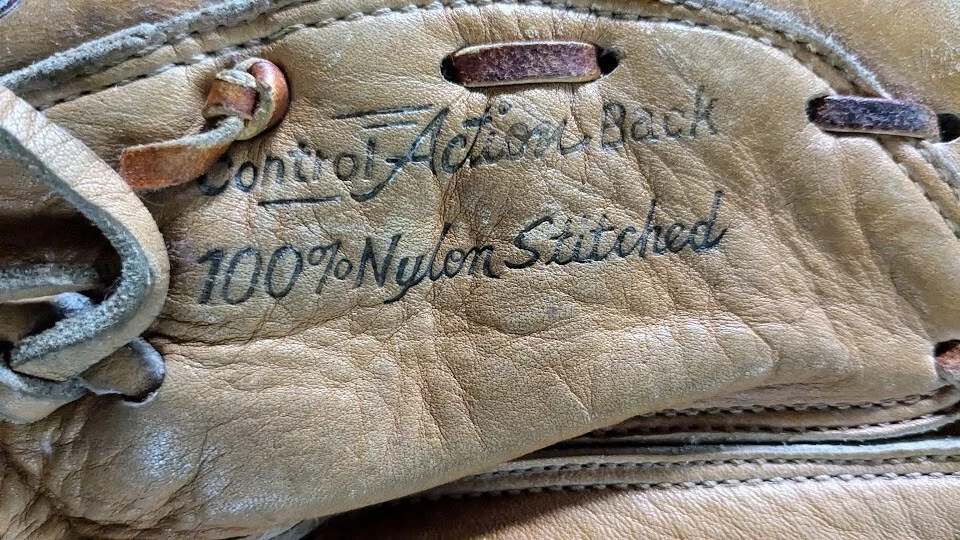 Control-Action Back
100% Nylon Stitched